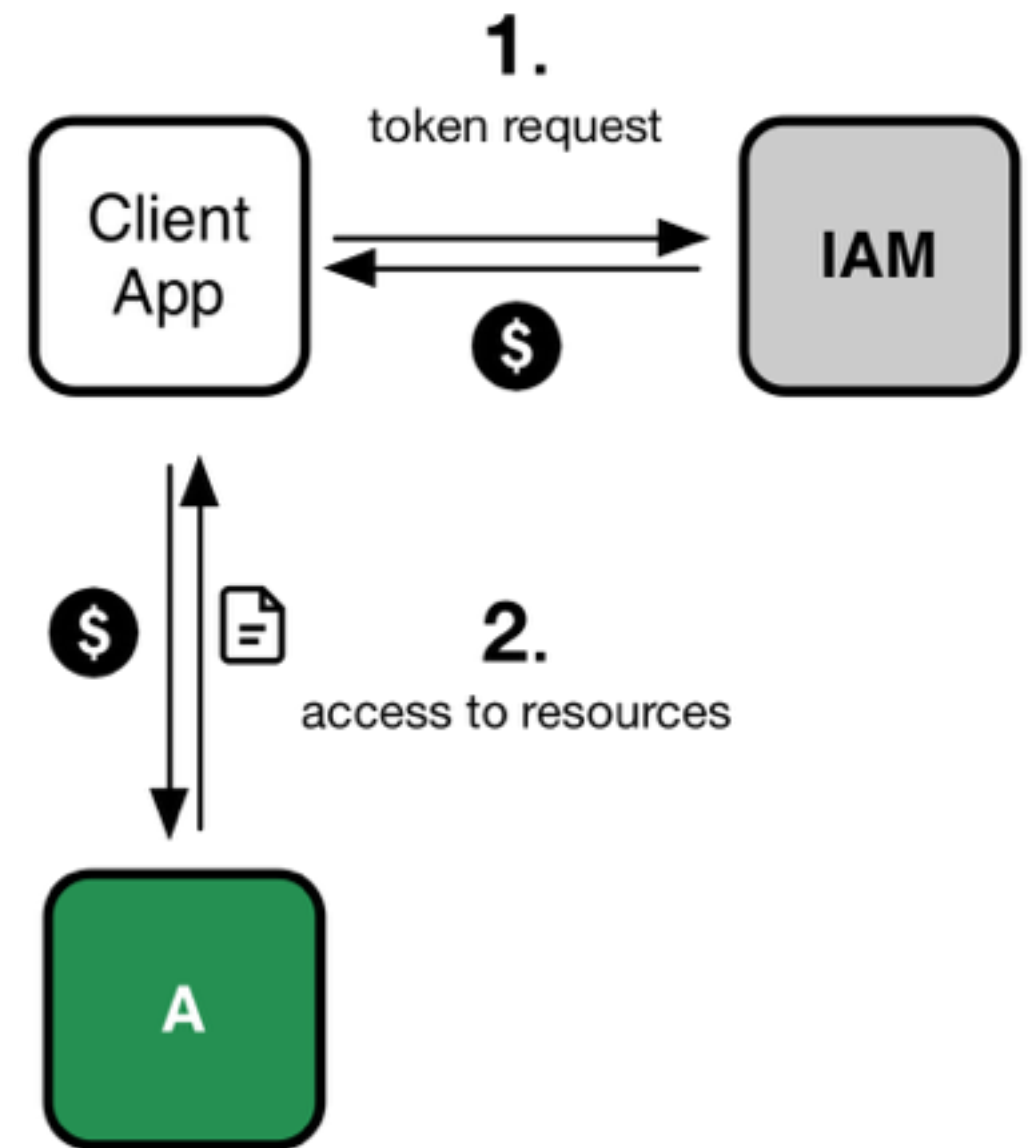 1.
token request
Client
App
IAM
$
$
2.
access to resources
A